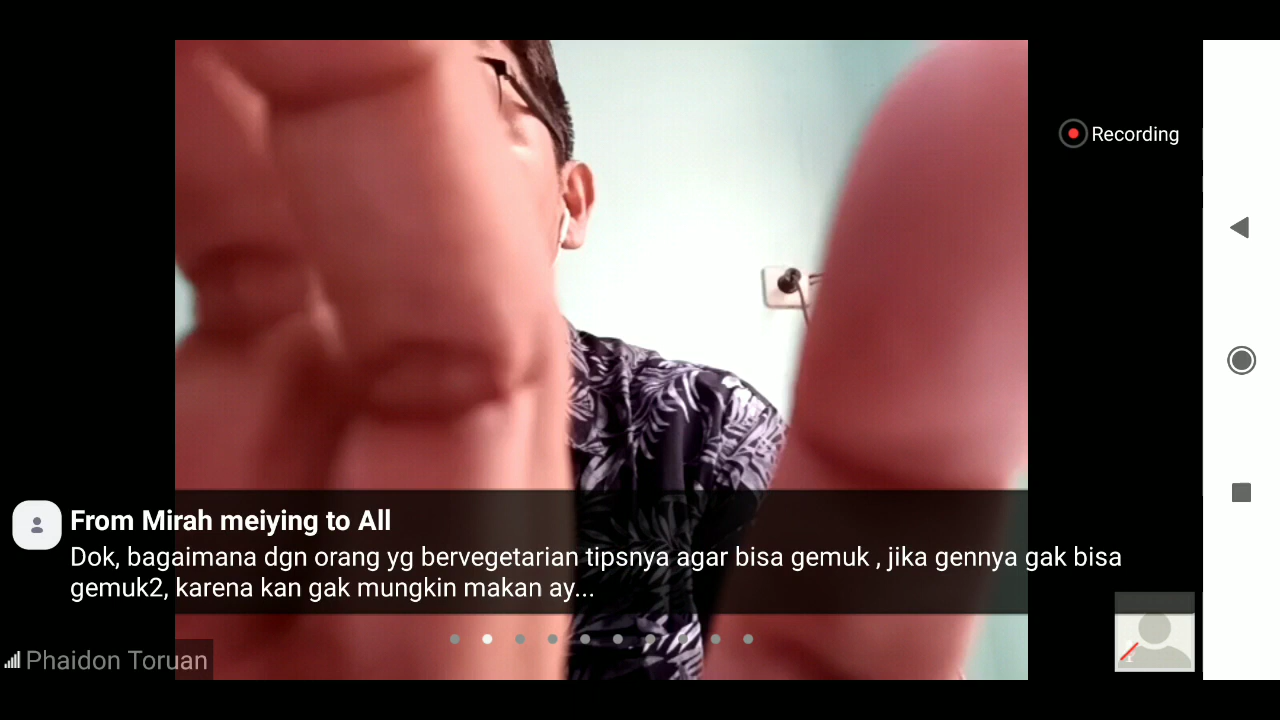 Recording
From Mirah meiying to All
Dok, bagaimana dgn orang yg bervegetarian tipsnya agar bisa gemuk , jika gennya gak bisa
gemuk2, karena kan gak mungkin makan ay...
Phaidon Toruan